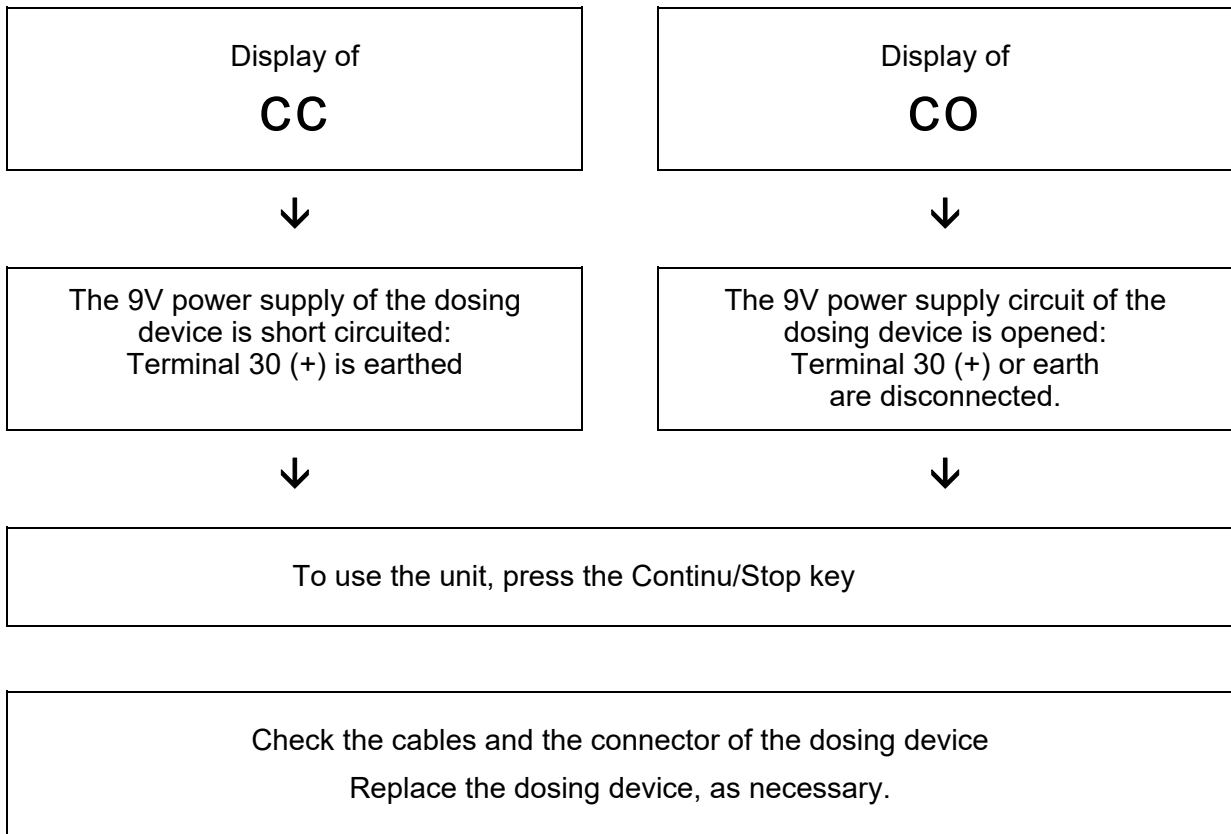 Display of
cc
Display of
co
The 9V power supply of the dosing
device is short circuited:
Terminal 30 (+) is earthed
The 9V power supply circuit of the
dosing device is opened:
Terminal 30 (+) or earth
are disconnected.
To use the unit, press the Continu/Stop key
Check the cables and the connector of the dosing device
Replace the dosing device, as necessary.